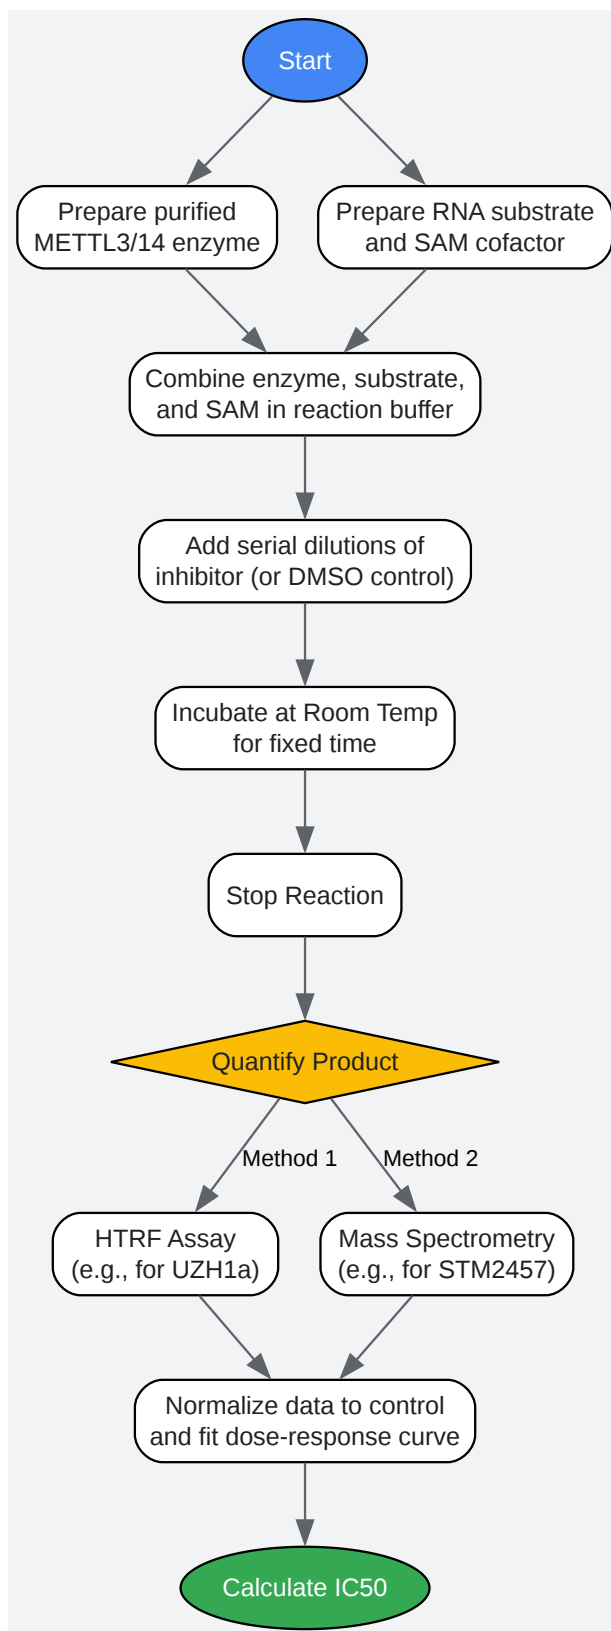 Start
Prepare purified
METTL3/14 enzyme
Prepare RNA substrate
and SAM cofactor
Combine enzyme, substrate,
and SAM in reaction buffer
Add serial dilutions of
inhibitor (or DMSO control)
Incubate at Room Temp
for fixed time
Stop Reaction
Quantify Product
Method 1
Method 2
HTRF Assay
(e.g., for UZH1a)
Mass Spectrometry
(e.g., for STM2457)
Normalize data to control
and fit dose-response curve
Calculate IC50